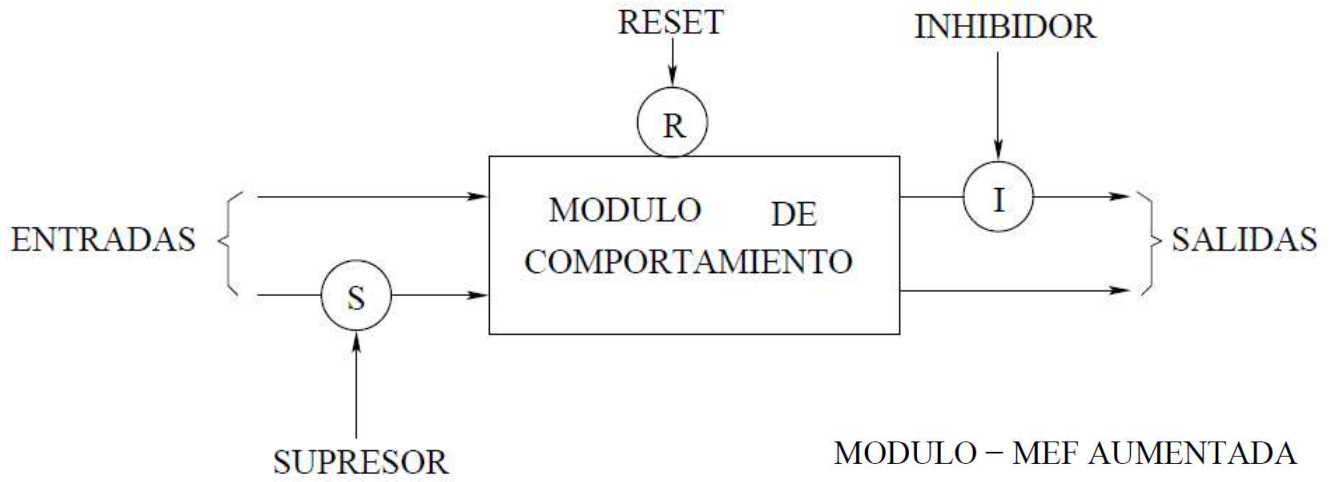 RESET
INHIBIDOR
R
MODULO DE
I
ENTRADAS
COMPORTAMIENTO
SALIDAS
S
SUPRESOR
MODULO − MEF AUMENTADA